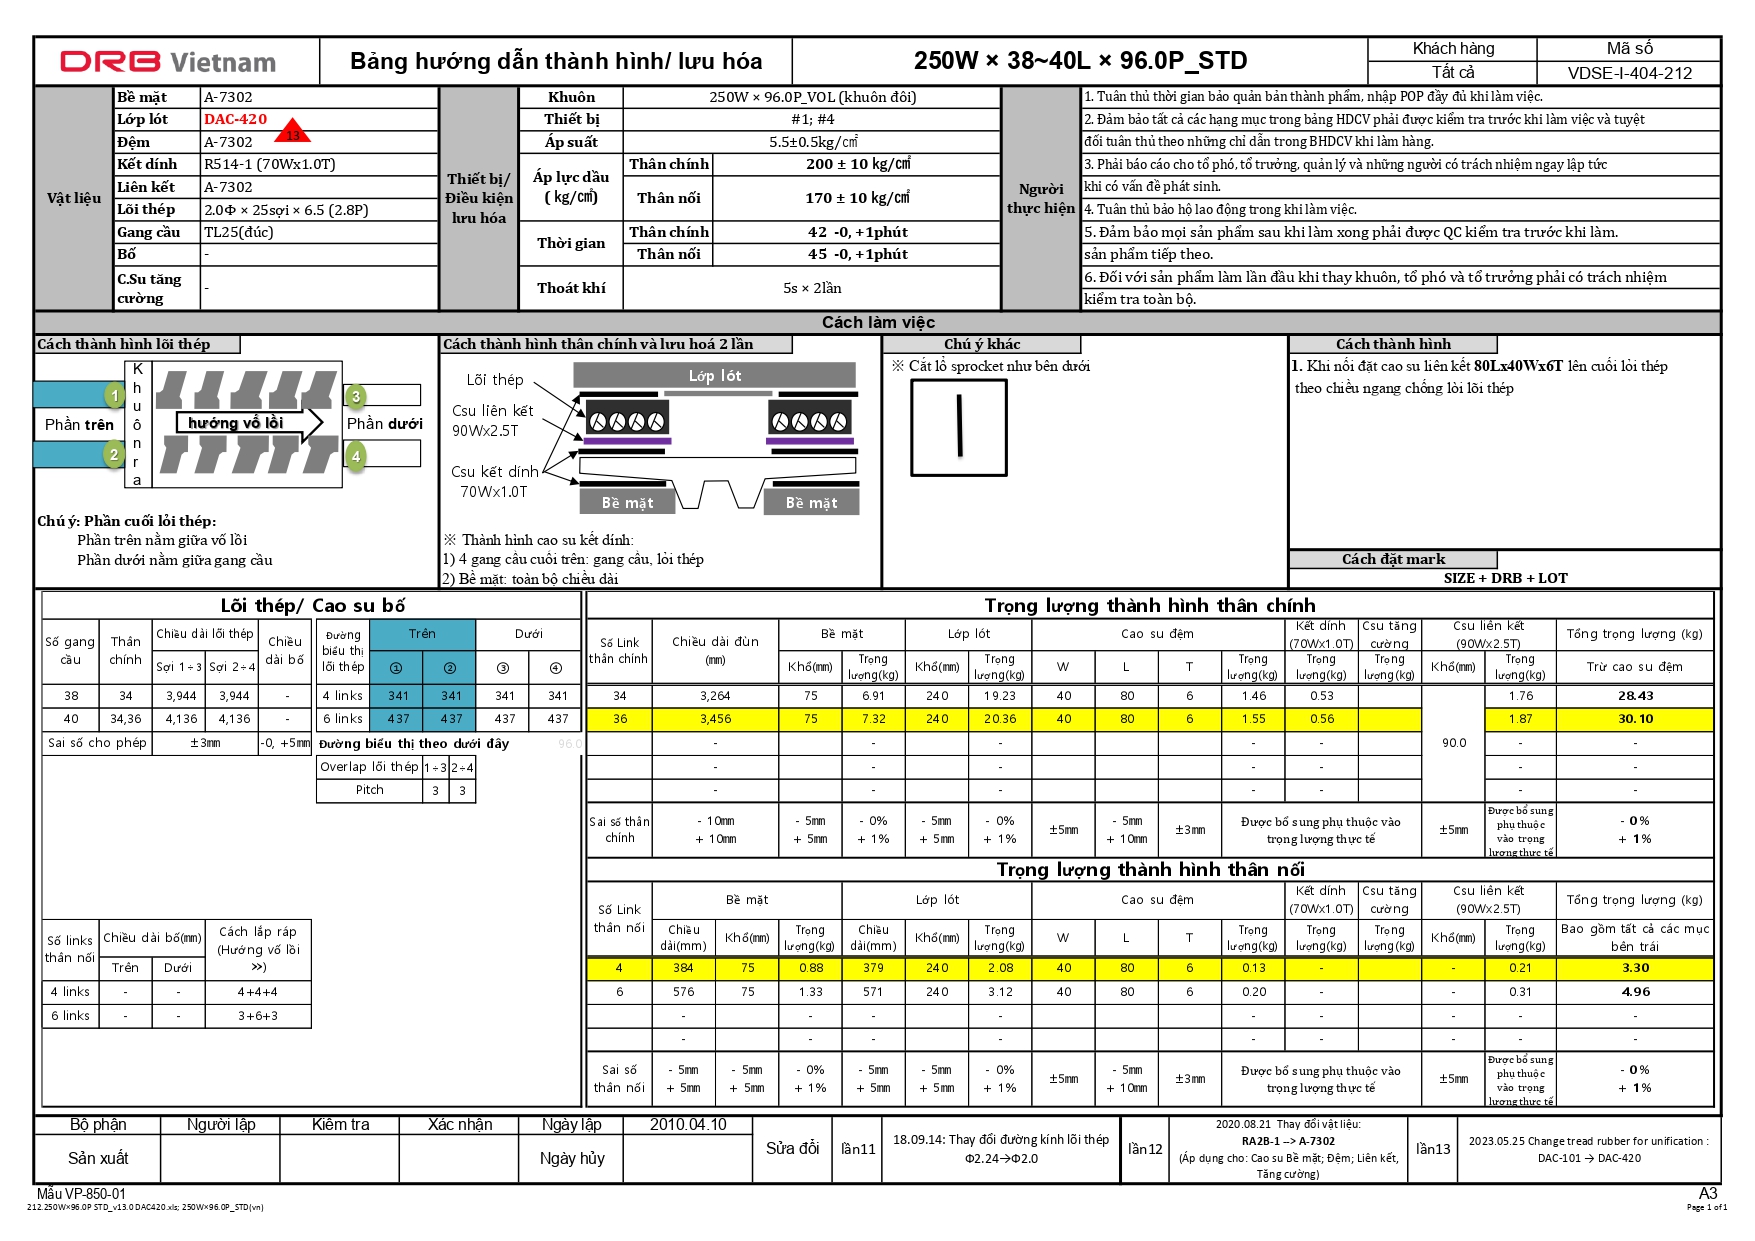 DRB Vietnam
Bảng hướng dẫn thành hình/ lưu hóa
250W × 38~40L × 96.0P_STD
Khách hàng
Mã số
Tất cả
VDSE-I-404-212
Vật liệu
Bề mặt A-7302
Lớp lót DAC-420 13
Đệm A-7302
Kết dính R514-1 (70Wx1.0T)
Liên kết A-7302
Lõi thép 2.0Φ × 25sợi × 6.5 (2.8P)
Gang cầu TL25(đúc)
Bố -
C.Su tăng cường -
Thiết bị/ Điều kiện lưu hóa
Khuôn 250W × 96.0P_VOL (khuôn đôi)
Thiết bị #1; #4
Áp suất 5.5±0.5kg/㎠
Áp lực dầu ( kg/㎠)
Thân chính 200 ± 10 kg/㎠
Thân nối 170 ± 10 kg/㎠
Thời gian
Thân chính 42 -0, +1phút
Thân nối 45 -0, +1phút
Thoát khí 5s × 2lần
Người thực hiện
1. Tuân thủ thời gian bảo quản bản thành phẩm, nhập POP đầy đủ khi làm việc.
2. Đảm bảo tất cả các hạng mục trong bảng HDCV phải được kiểm tra trước khi làm việc và tuyệt
đối tuân thủ theo những chỉ dẫn trong BHDCV khi làm hàng.
3. Phải báo cáo cho tổ phó, tổ trưởng, quản lý và những người có trách nhiệm ngay lập tức
khi có vấn đề phát sinh.
4. Tuân thủ bảo hộ lao động trong khi làm việc.
5. Đảm bảo mọi sản phẩm sau khi làm xong phải được QC kiểm tra trước khi làm.
sản phẩm tiếp theo.
6. Đối với sản phẩm làm lần đầu khi thay khuôn, tổ phó và tổ trưởng phải có trách nhiệm
kiểm tra toàn bộ.
Cách làm việc
Cách thành hình lõi thép
1
2
Phần trên
Khuôn ra
hướng vố lồi
3
4
Phần dưới
Chú ý: Phần cuối lỏi thép:
Phần trên nằm giữa vố lồi
Phần dưới nằm giữa gang cầu
Cách thành hình thân chính và lưu hoá 2 lần
Lõi thép
Lớp lót
Csu liên kết
90Wx2.5T
Csu kết dính
70Wx1.0T
Bề mặt
Bề mặt
※ Thành hình cao su kết dính:
1) 4 gang cầu cuối trên: gang cầu, lỏi thép
2) Bề mặt: toàn bộ chiều dài
Chú ý khác
※ Cắt lổ sprocket như bên dưới
Cách thành hình
1. Khi nối đặt cao su liên kết 80Lx40Wx6T lên cuối lỏi thép
theo chiều ngang chống lòi lõi thép
Cách đặt mark
SIZE + DRB + LOT
Lõi thép/ Cao su bố
Số gang cầu Thân chính Chiều dài lõi thép Chiều dài bố
Sợi 1÷3 Sợi 2÷4
38 34 3,944 3,944 -
40 34,36 4,136 4,136 -
Sai số cho phép ±3mm -0, +5mm
Đường biểu thị lõi thép Trên Dưới
① ② ③ ④
4 links 341 341 341 341
6 links 437 437 437 437
Đường biểu thị theo dưới đây 96.0
Overlap lõi thép 1÷3 2÷4
Pitch 3 3
Số links thân nối Chiều dài bố(mm) Cách lắp ráp (Hướng vố lồi »)
Trên Dưới
4 links - - 4+4+4
6 links - - 3+6+3
Trọng lượng thành hình thân chính
Số Link thân chính Chiều dài đùn (mm) Bề mặt Lớp lót Cao su đệm Kết dính (70Wx1.0T) Csu tăng cường Csu liên kết (90Wx2.5T) Tổng trọng lượng (kg)
Khổ(mm) Trọng lượng(kg) Khổ(mm) Trọng lượng(kg) W L T Trọng lượng(kg) Trọng lượng(kg) Trọng lượng(kg) Khổ(mm) Trọng lượng(kg) Trừ cao su đệm
34 3,264 75 6.91 240 19.23 40 80 6 1.46 0.53 1.76 28.43
36 3,456 75 7.32 240 20.36 40 80 6 1.55 0.56 1.87 30.10
- - - - - 90.0 - -
- - - - - - -
- - - - - - -
Sai số thân chính - 10mm + 10mm - 5mm + 5mm - 0% + 1% - 5mm + 5mm - 0% + 1% ±5mm - 5mm + 10mm ±3mm Được bổ sung phụ thuộc vào trọng lượng thực tế ±5mm Được bổ sung phụ thuộc vào trọng lượng thực tế - 0% + 1%
Trọng lượng thành hình thân nối
Số Link thân nối Bề mặt Lớp lót Cao su đệm Kết dính (70Wx1.0T) Csu tăng cường Csu liên kết (90Wx2.5T) Tổng trọng lượng (kg)
Chiều dài(mm) Khổ(mm) Trọng lượng(kg) Chiều dài(mm) Khổ(mm) Trọng lượng(kg) W L T Trọng lượng(kg) Trọng lượng(kg) Trọng lượng(kg) Khổ(mm) Trọng lượng(kg) Bao gồm tất cả các mục bên trái
4 384 75 0.88 379 240 2.08 40 80 6 0.13 - - 0.21 3.30
6 576 75 1.33 571 240 3.12 40 80 6 0.20 - - 0.31 4.96
- - - - - - - - -
- - - - - - - - -
Sai số thân nối - 5mm + 5mm - 5mm + 5mm - 0% + 1% - 5mm + 5mm - 5mm + 5mm - 0% + 1% ±5mm - 5mm + 10mm ±3mm Được bổ sung phụ thuộc vào trọng lượng thực tế ±5mm Được bổ sung phụ thuộc vào trọng lượng thực tế - 0% + 1%
Bộ phận Người lập Kiểm tra Xác nhận Ngày lập 2010.04.10
Sản xuất Ngày hủy
Sửa đổi
lần11
18.09.14: Thay đổi đường kính lõi thép
Φ2.24→Φ2.0
lần12
2020.08.21 Thay đổi vật liệu:
RA2B-1 --> A-7302
(Áp dụng cho: Cao su Bề mặt; Đệm; Liên kết,
Tăng cường)
lần13
2023.05.25 Change tread rubber for unification :
DAC-101 → DAC-420
Mẫu VP-850-01
A3
212.250W×96.0P STD_v13.0 DAC420.xls; 250W×96.0P_STD(vn)
Page 1 of 1